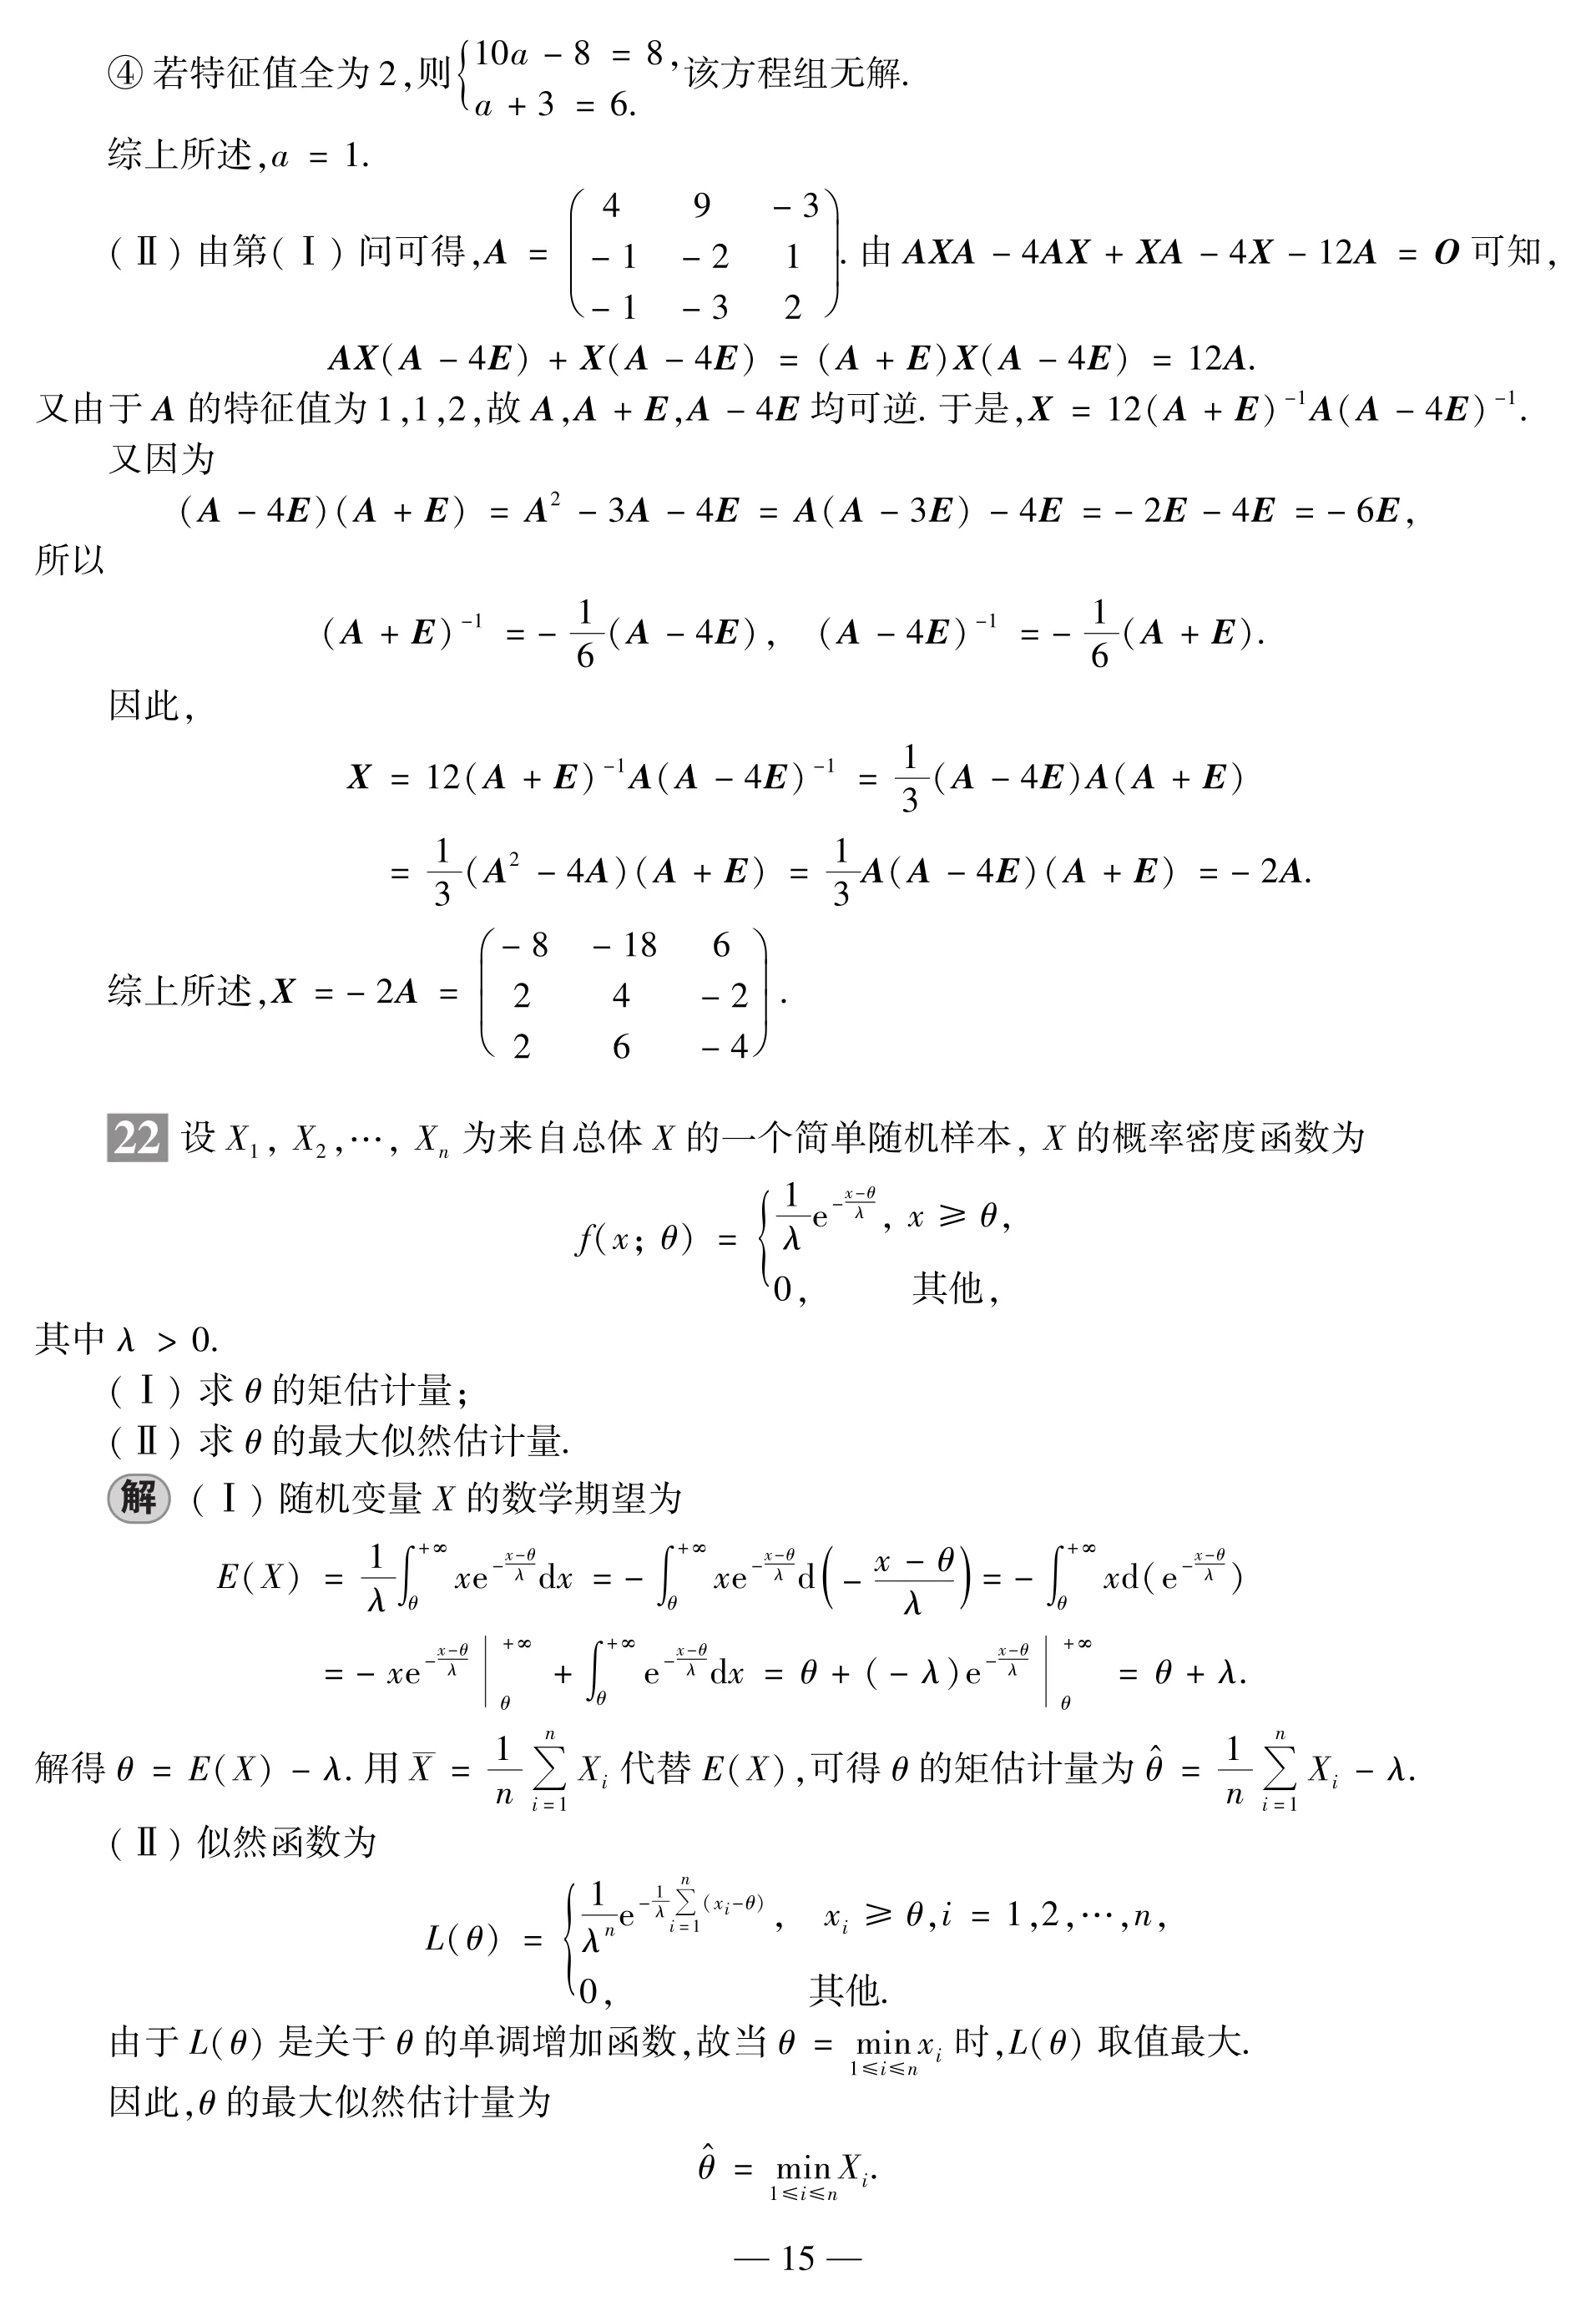 ④ 若特征值全为 2,则 $\begin{cases}10a-8=8,\\a+3=6.\end{cases}$ 该方程组无解.
综上所述,$a=1$.
(Ⅱ) 由第(Ⅰ) 问可得,$\boldsymbol{A}=\begin{pmatrix}4&9&-3\\-1&-2&1\\-1&-3&2\end{pmatrix}$. 由 $\boldsymbol{AXA}-4\boldsymbol{AX}+\boldsymbol{XA}-4\boldsymbol{X}-12\boldsymbol{A}=\boldsymbol{O}$ 可知,
$\boldsymbol{AX}(\boldsymbol{A}-4\boldsymbol{E})+\boldsymbol{X}(\boldsymbol{A}-4\boldsymbol{E})=(\boldsymbol{A}+\boldsymbol{E})\boldsymbol{X}(\boldsymbol{A}-4\boldsymbol{E})=12\boldsymbol{A}.$
又由于 $\boldsymbol{A}$ 的特征值为 1,1,2,故 $\boldsymbol{A},\boldsymbol{A}+\boldsymbol{E},\boldsymbol{A}-4\boldsymbol{E}$ 均可逆. 于是,$\boldsymbol{X}=12(\boldsymbol{A}+\boldsymbol{E})^{-1}\boldsymbol{A}(\boldsymbol{A}-4\boldsymbol{E})^{-1}$.
又因为
$(\boldsymbol{A}-4\boldsymbol{E})(\boldsymbol{A}+\boldsymbol{E})=\boldsymbol{A}^2-3\boldsymbol{A}-4\boldsymbol{E}=\boldsymbol{A}(\boldsymbol{A}-3\boldsymbol{E})-4\boldsymbol{E}=-2\boldsymbol{E}-4\boldsymbol{E}=-6\boldsymbol{E},$
所以
$(\boldsymbol{A}+\boldsymbol{E})^{-1}=-\frac{1}{6}(\boldsymbol{A}-4\boldsymbol{E}),\quad(\boldsymbol{A}-4\boldsymbol{E})^{-1}=-\frac{1}{6}(\boldsymbol{A}+\boldsymbol{E}).$
因此,
$\boldsymbol{X}=12(\boldsymbol{A}+\boldsymbol{E})^{-1}\boldsymbol{A}(\boldsymbol{A}-4\boldsymbol{E})^{-1}=\frac{1}{3}(\boldsymbol{A}-4\boldsymbol{E})\boldsymbol{A}(\boldsymbol{A}+\boldsymbol{E})$
$=\frac{1}{3}(\boldsymbol{A}^2-4\boldsymbol{A})(\boldsymbol{A}+\boldsymbol{E})=\frac{1}{3}\boldsymbol{A}(\boldsymbol{A}-4\boldsymbol{E})(\boldsymbol{A}+\boldsymbol{E})=-2\boldsymbol{A}.$
综上所述,$\boldsymbol{X}=-2\boldsymbol{A}=\begin{pmatrix}-8&-18&6\\2&4&-2\\2&6&-4\end{pmatrix}$.
22 设 $X_1,X_2,\cdots,X_n$ 为来自总体 $X$ 的一个简单随机样本, $X$ 的概率密度函数为
$f(x;\theta)=\begin{cases}\frac{1}{\lambda}\mathrm{e}^{-\frac{x-\theta}{\lambda}},&x\geqslant\theta,\\0,&其他,\end{cases}$
其中 $\lambda>0$.
(Ⅰ) 求 $\theta$ 的矩估计量;
(Ⅱ) 求 $\theta$ 的最大似然估计量.
解 (Ⅰ) 随机变量 $X$ 的数学期望为
$E(X)=\frac{1}{\lambda}\int_{\theta}^{+\infty}x\mathrm{e}^{-\frac{x-\theta}{\lambda}}\mathrm{d}x=-\int_{\theta}^{+\infty}x\mathrm{e}^{-\frac{x-\theta}{\lambda}}\mathrm{d}\left(-\frac{x-\theta}{\lambda}\right)=-\int_{\theta}^{+\infty}x\mathrm{d}(\mathrm{e}^{-\frac{x-\theta}{\lambda}})$
$=-x\mathrm{e}^{-\frac{x-\theta}{\lambda}}\Big|_{\theta}^{+\infty}+\int_{\theta}^{+\infty}\mathrm{e}^{-\frac{x-\theta}{\lambda}}\mathrm{d}x=\theta+(-\lambda)\mathrm{e}^{-\frac{x-\theta}{\lambda}}\Big|_{\theta}^{+\infty}=\theta+\lambda.$
解得 $\theta=E(X)-\lambda$. 用 $\overline{X}=\frac{1}{n}\sum_{i=1}^{n}X_i$ 代替 $E(X)$,可得 $\theta$ 的矩估计量为 $\hat{\theta}=\frac{1}{n}\sum_{i=1}^{n}X_i-\lambda$.
(Ⅱ) 似然函数为
$L(\theta)=\begin{cases}\frac{1}{\lambda^n}\mathrm{e}^{-\frac{1}{\lambda}\sum_{i=1}^{n}(x_i-\theta)},&x_i\geqslant\theta,i=1,2,\cdots,n,\\0,&其他.\end{cases}$
由于 $L(\theta)$ 是关于 $\theta$ 的单调增加函数,故当 $\theta=\min_{1\leqslant i\leqslant n}x_i$ 时,$L(\theta)$ 取值最大.
因此,$\theta$ 的最大似然估计量为
$\hat{\theta}=\min_{1\leqslant i\leqslant n}X_i.$
— 15 —